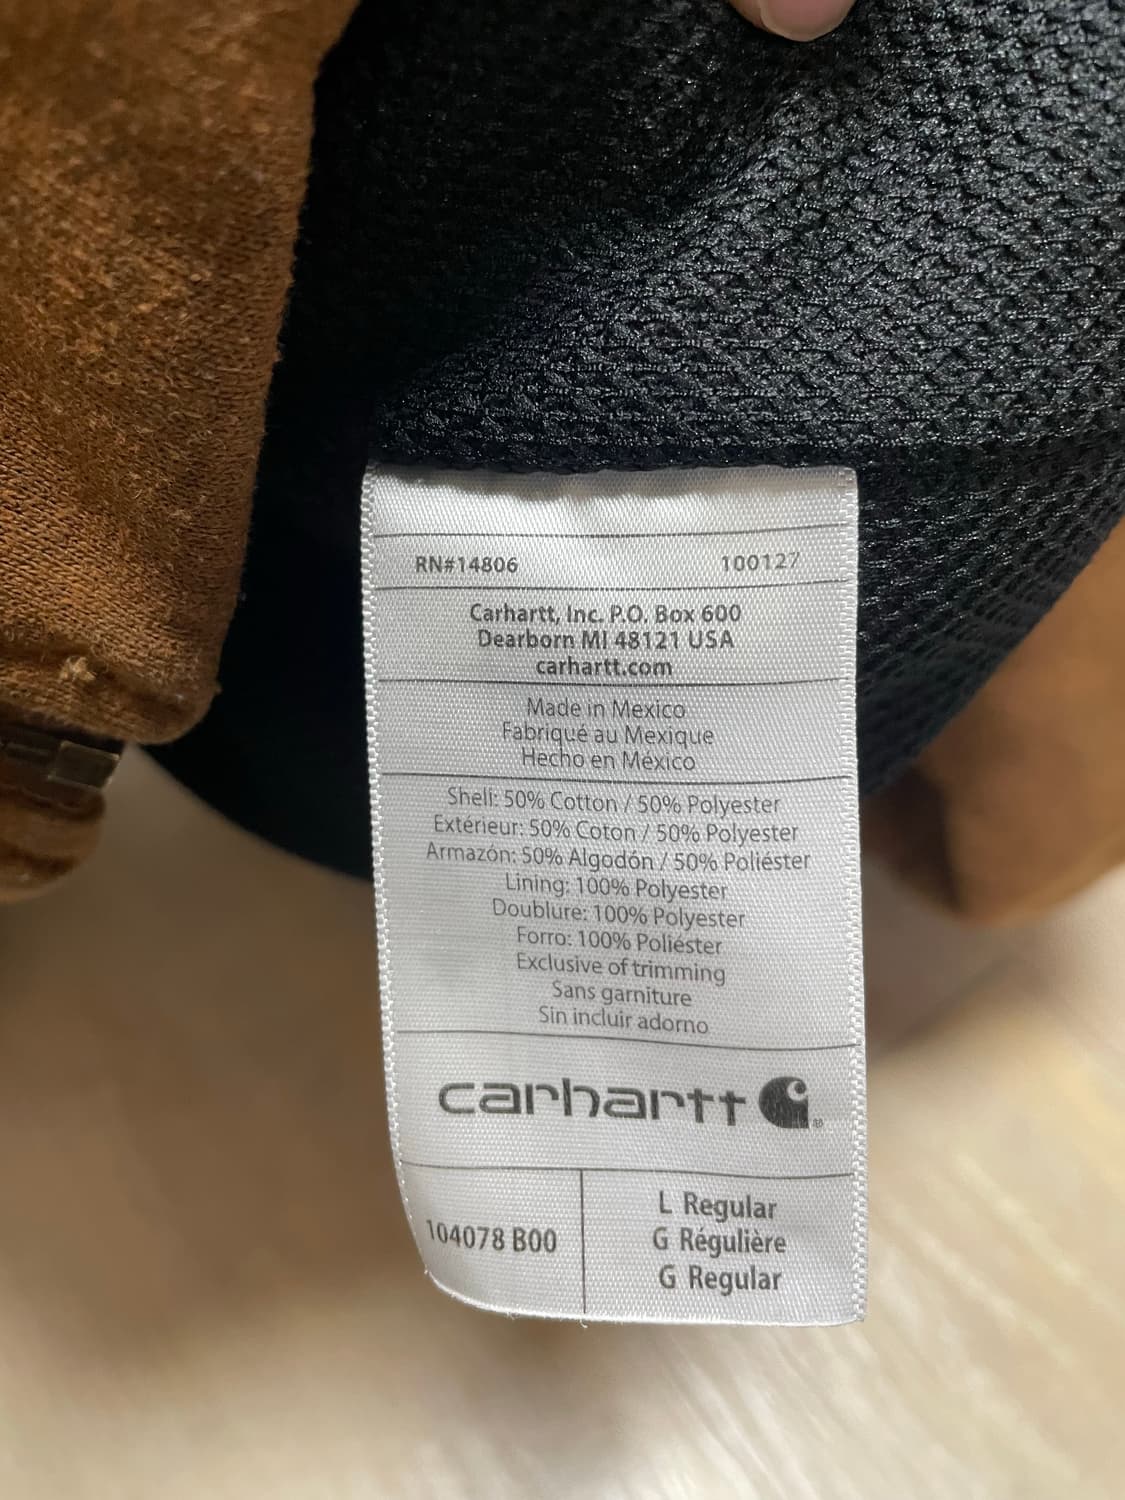 RN#14806 100127
Carhartt, Inc. P.O. Box 600
Dearborn MI 48121 USA
carhartt.com
Made in Mexico
Fabriqué au Mexique
Hecho en México
Shell: 50% Cotton / 50% Polyester
Extérieur: 50% Coton / 50% Polyester
Armazón: 50% Algodón / 50% Poliéster
Lining: 100% Polyester
Doublure: 100% Polyester
Forro: 100% Poliéster
Exclusive of trimming
Sans garniture
Sin incluir adorno
carhartt ®
104078 B00
L Regular
G Régulière
G Regular